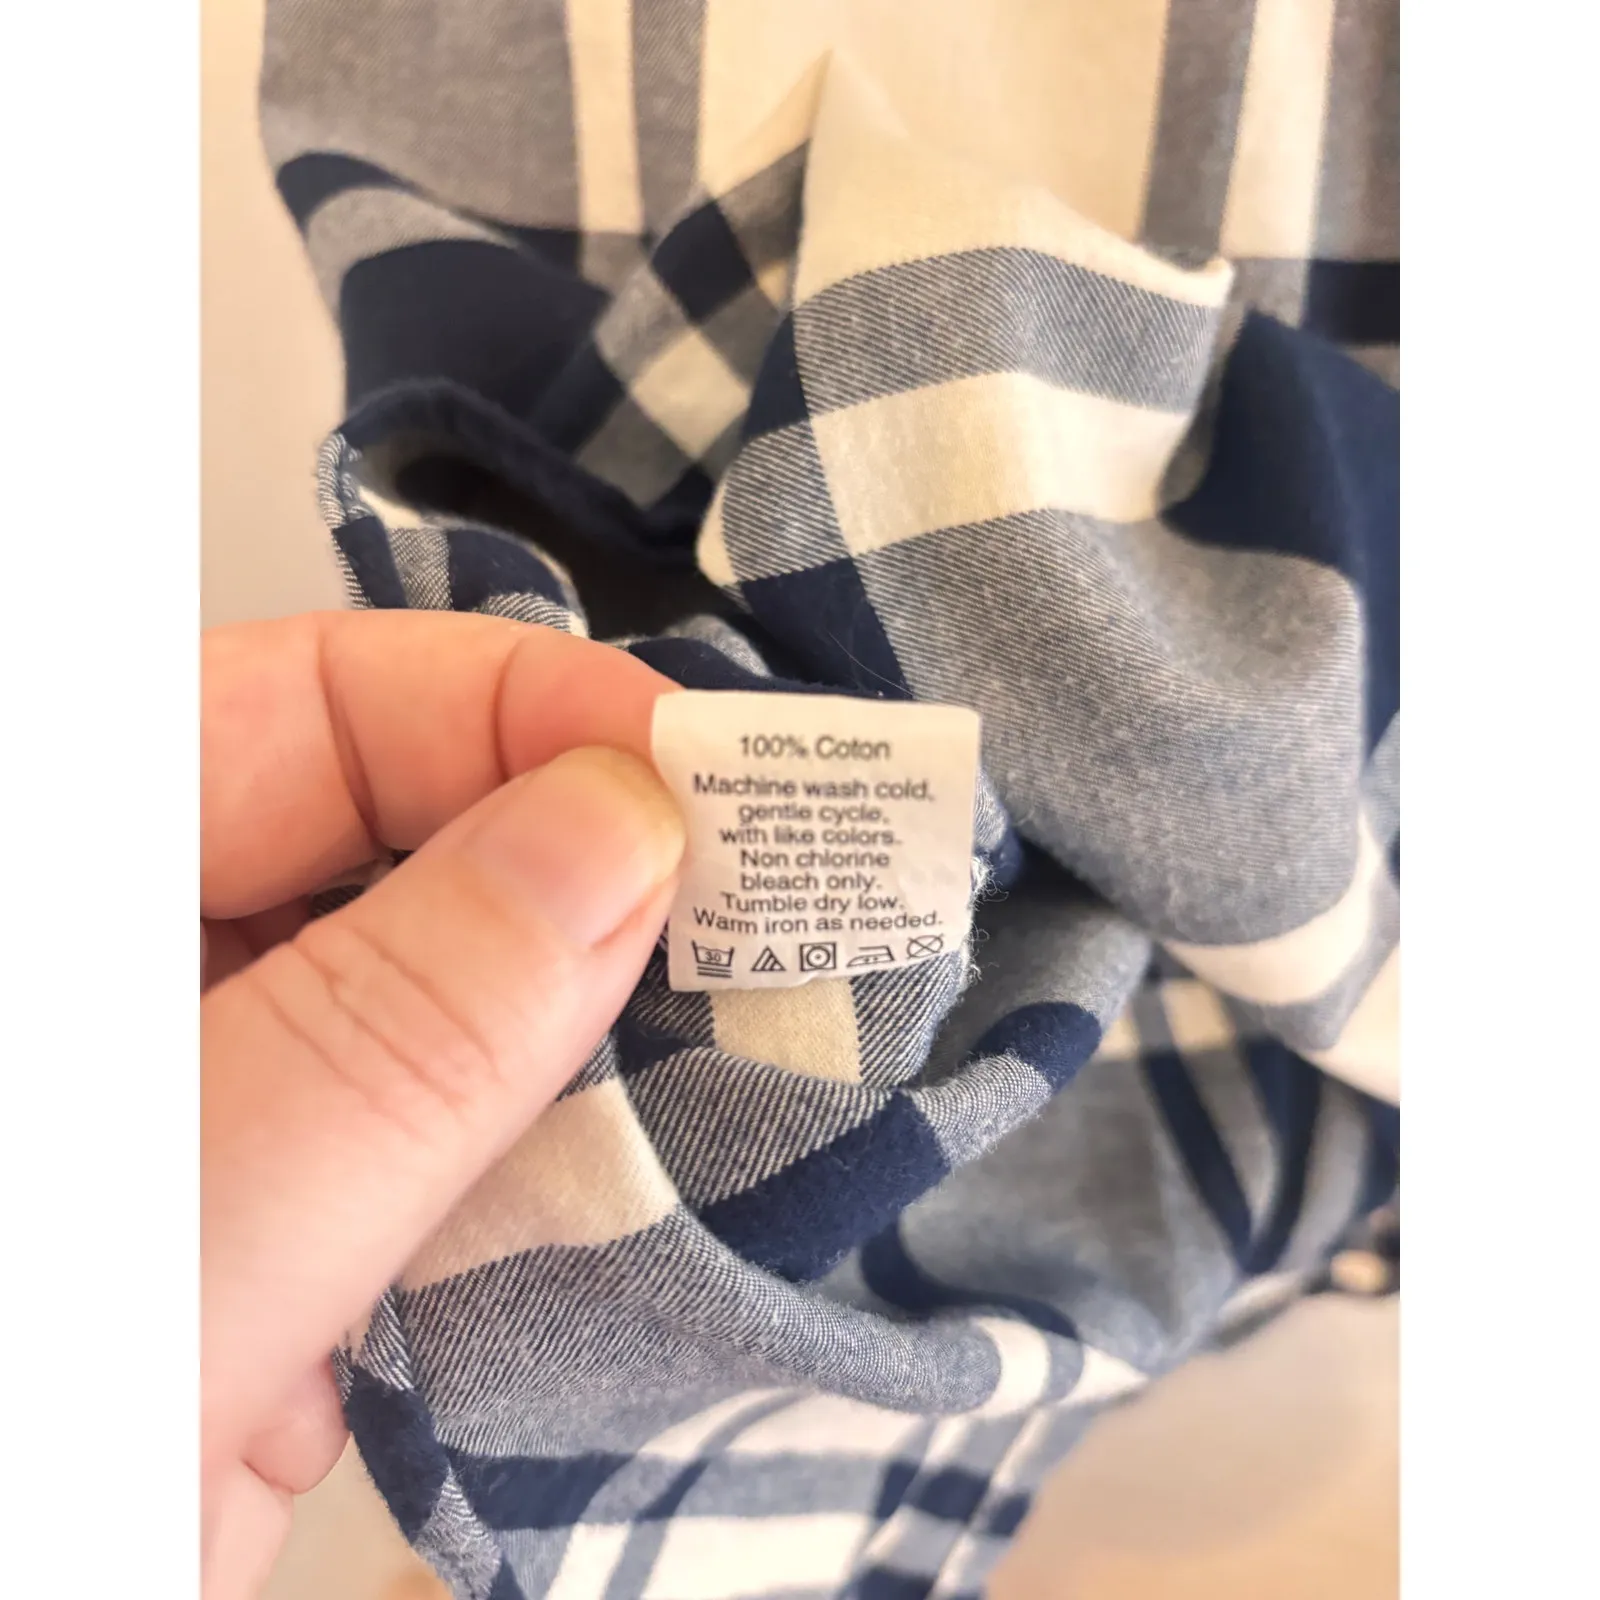 100% Coton
Machine wash cold,
gentle cycle,
with like colors.
Non chlorine
bleach only.
Tumble dry low.
Warm iron as needed.
30